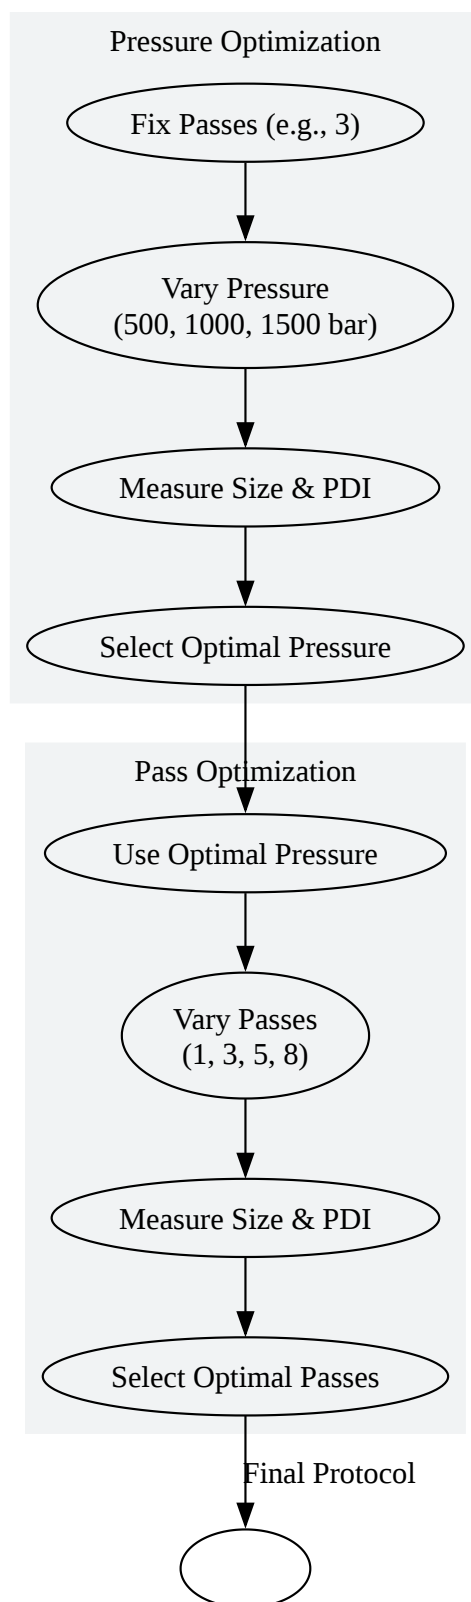 Pressure Optimization
Fix Passes (e.g., 3)
Vary Pressure
(500, 1000, 1500 bar)
Measure Size & PDI
Select Optimal Pressure
Pass Optimization
Use Optimal Pressure
Vary Passes
(1, 3, 5, 8)
Measure Size & PDI
Select Optimal Passes
Final Protocol